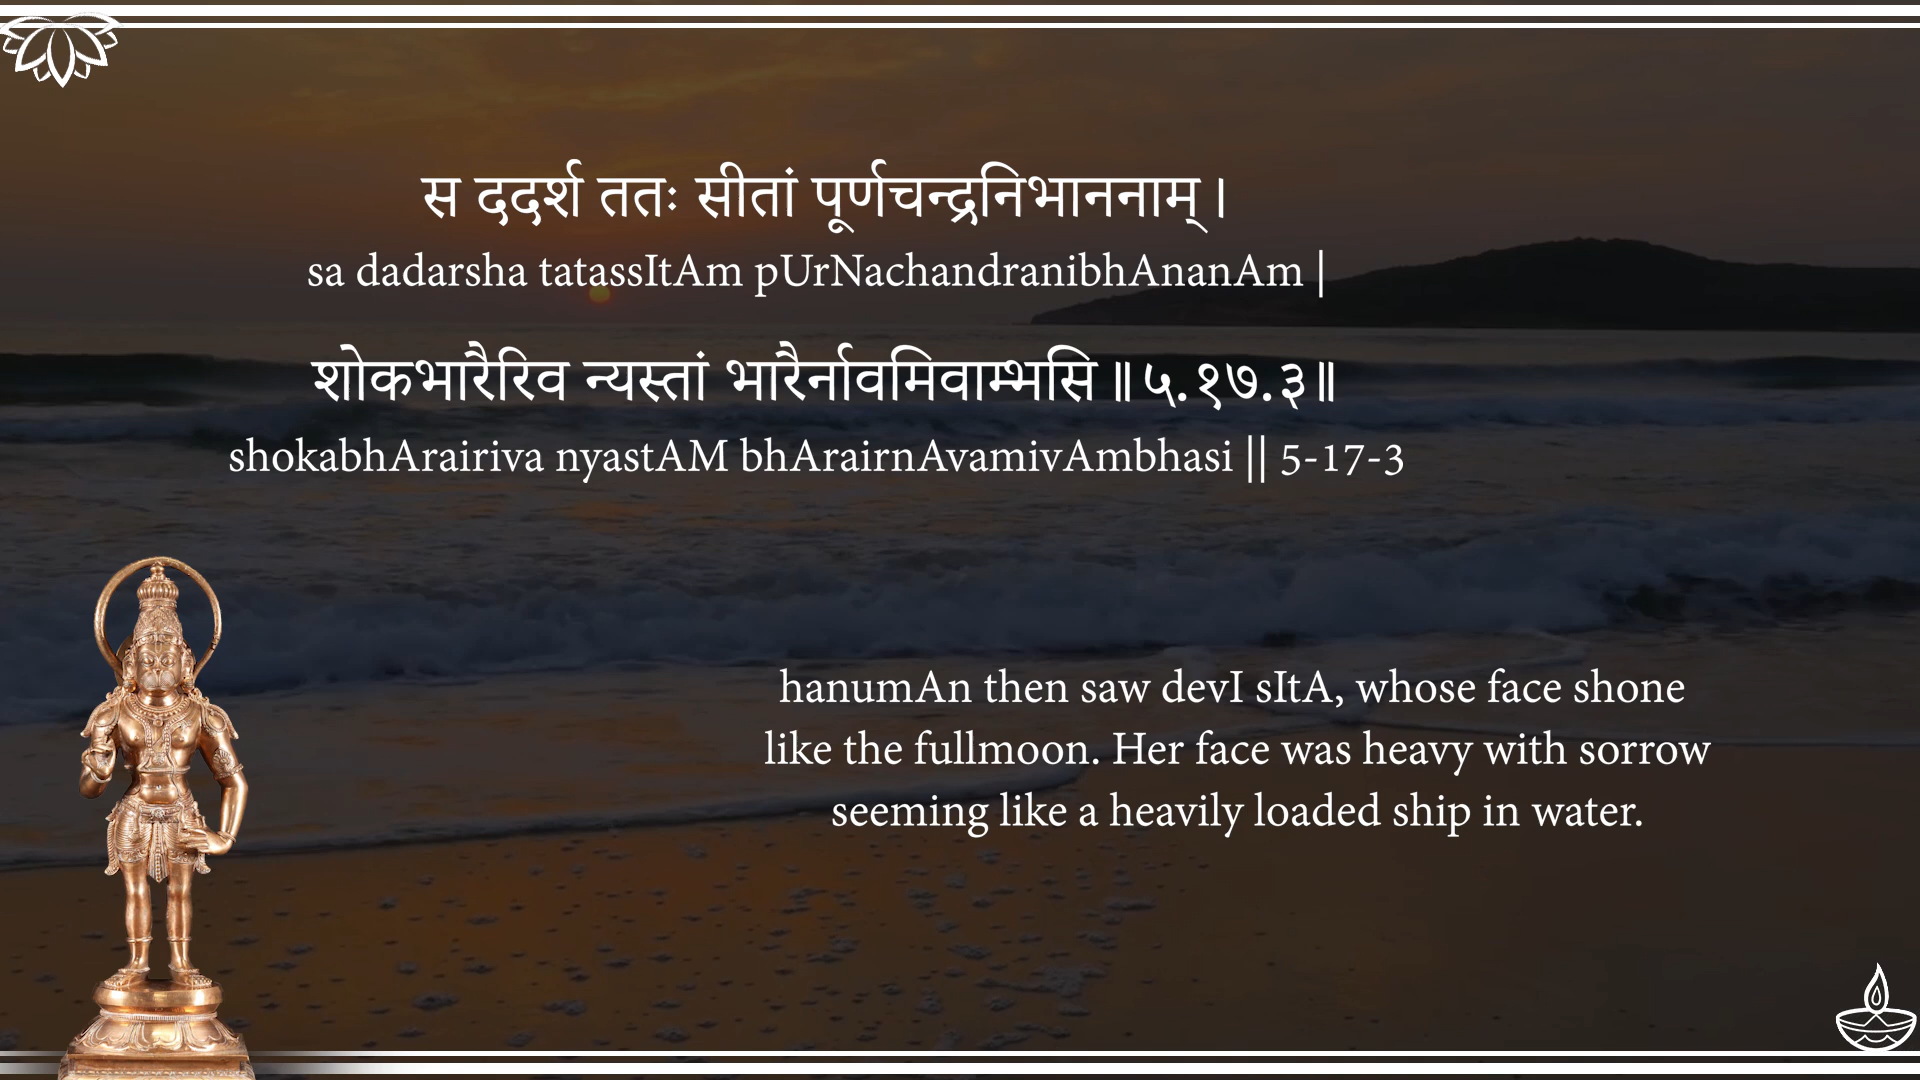 स ददर्श ततः सीतां पूर्णचन्द्रनिभाननाम् ।
sa dadarsha tatassItAm pUrNachandranibhAnanAm |
शोकभारैरिव न्यस्तां भारैर्नावमिवाम्भसि ॥ ५.१७.३॥
shokabhArairiva nyastAM bhArairnAvamivAmbhasi || 5-17-3
hanumAn then saw devI sItA, whose face shone
like the fullmoon. Her face was heavy with sorrow
seeming like a heavily loaded ship in water.